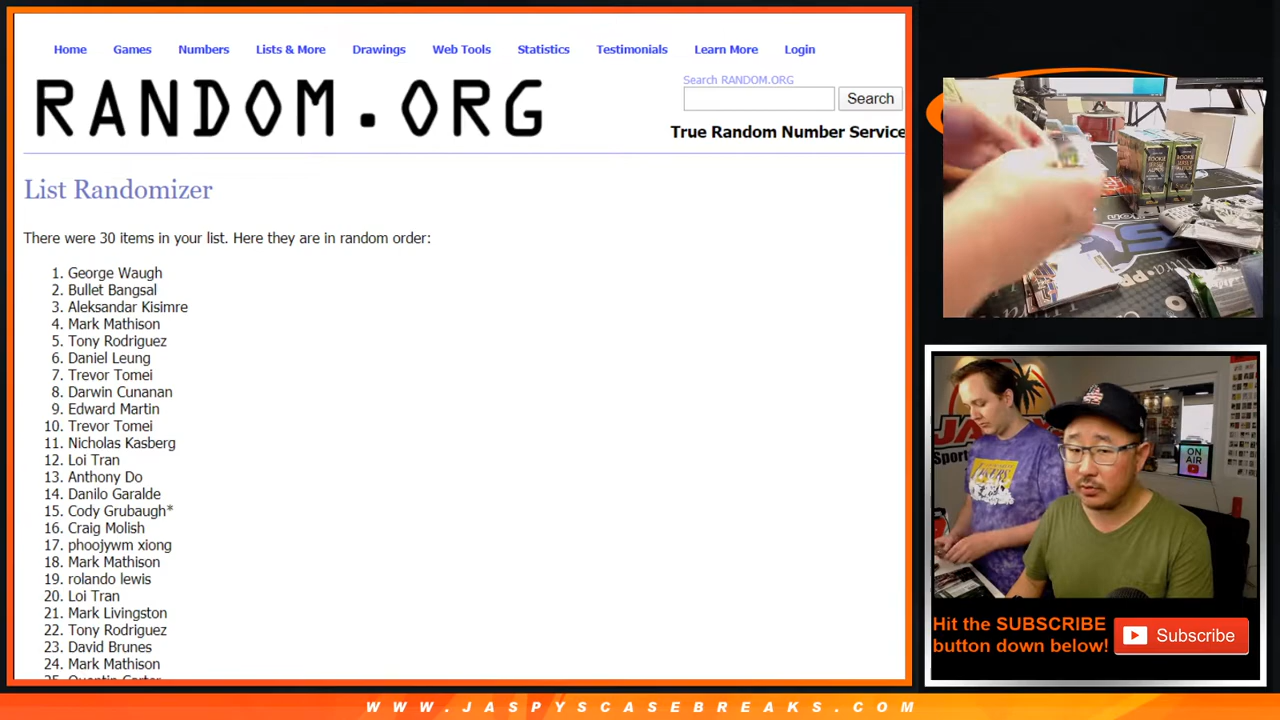 Home Games Numbers Lists & More Drawings Web Tools Statistics Testimonials Learn More Login
RANDOM.ORG
Search RANDOM.ORG
Search
True Random Number Service
List Randomizer
There were 30 items in your list. Here they are in random order:
1. George Waugh
2. Bullet Bangsal
3. Aleksandar Kisimre
4. Mark Mathison
5. Tony Rodriguez
6. Daniel Leung
7. Trevor Tomei
8. Darwin Cunanan
9. Edward Martin
10. Trevor Tomei
11. Nicholas Kasberg
12. Loi Tran
13. Anthony Do
14. Danilo Garalde
15. Cody Grubaugh*
16. Craig Molish
17. phoojywm xiong
18. Mark Mathison
19. rolando lewis
20. Loi Tran
21. Mark Livingston
22. Tony Rodriguez
23. David Brunes
24. Mark Mathison
ROOKIE
ROOKIE
ON
AIR
Hit the SUBSCRIBE
button down below!
Subscribe
WWW.JASPYSCASEBREAKS.COM